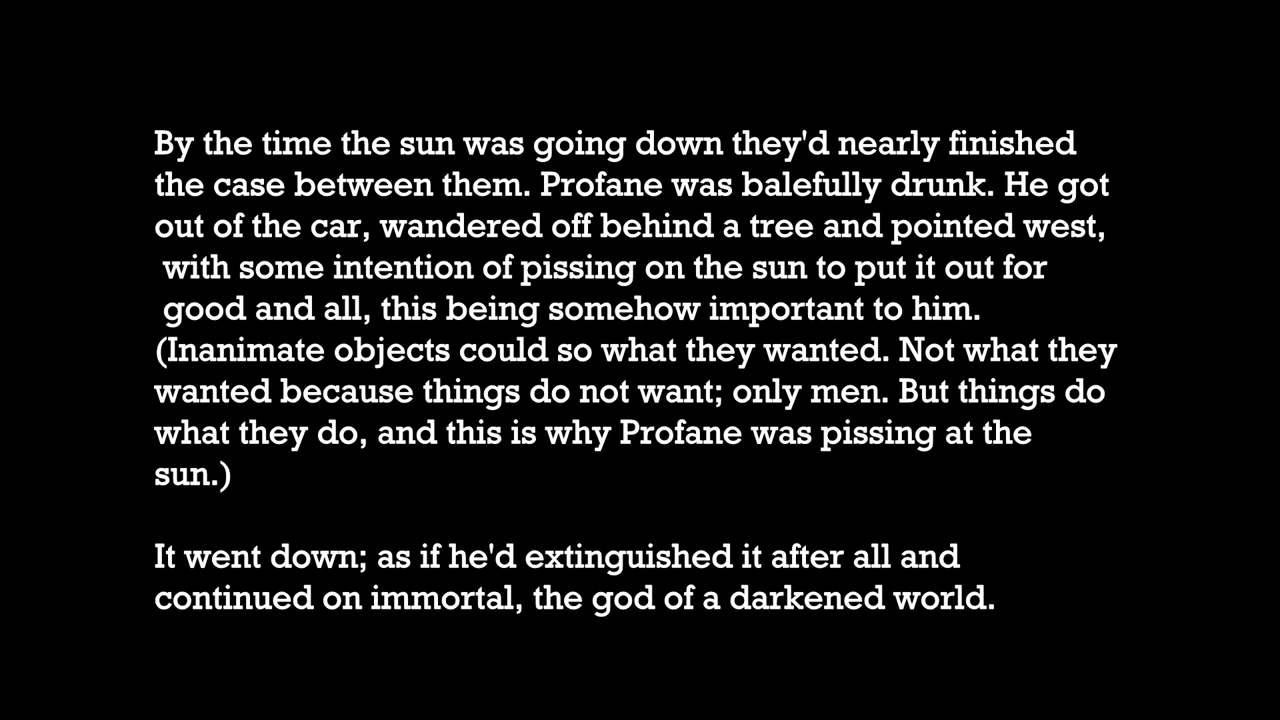 By the time the sun was going down they'd nearly finished
the case between them. Profane was balefully drunk. He got
out of the car, wandered off behind a tree and pointed west,
with some intention of pissing on the sun to put it out for
good and all, this being somehow important to him.
(Inanimate objects could so what they wanted. Not what they
wanted because things do not want; only men. But things do
what they do, and this is why Profane was pissing at the
sun.)
It went down; as if he'd extinguished it after all and
continued on immortal, the god of a darkened world.